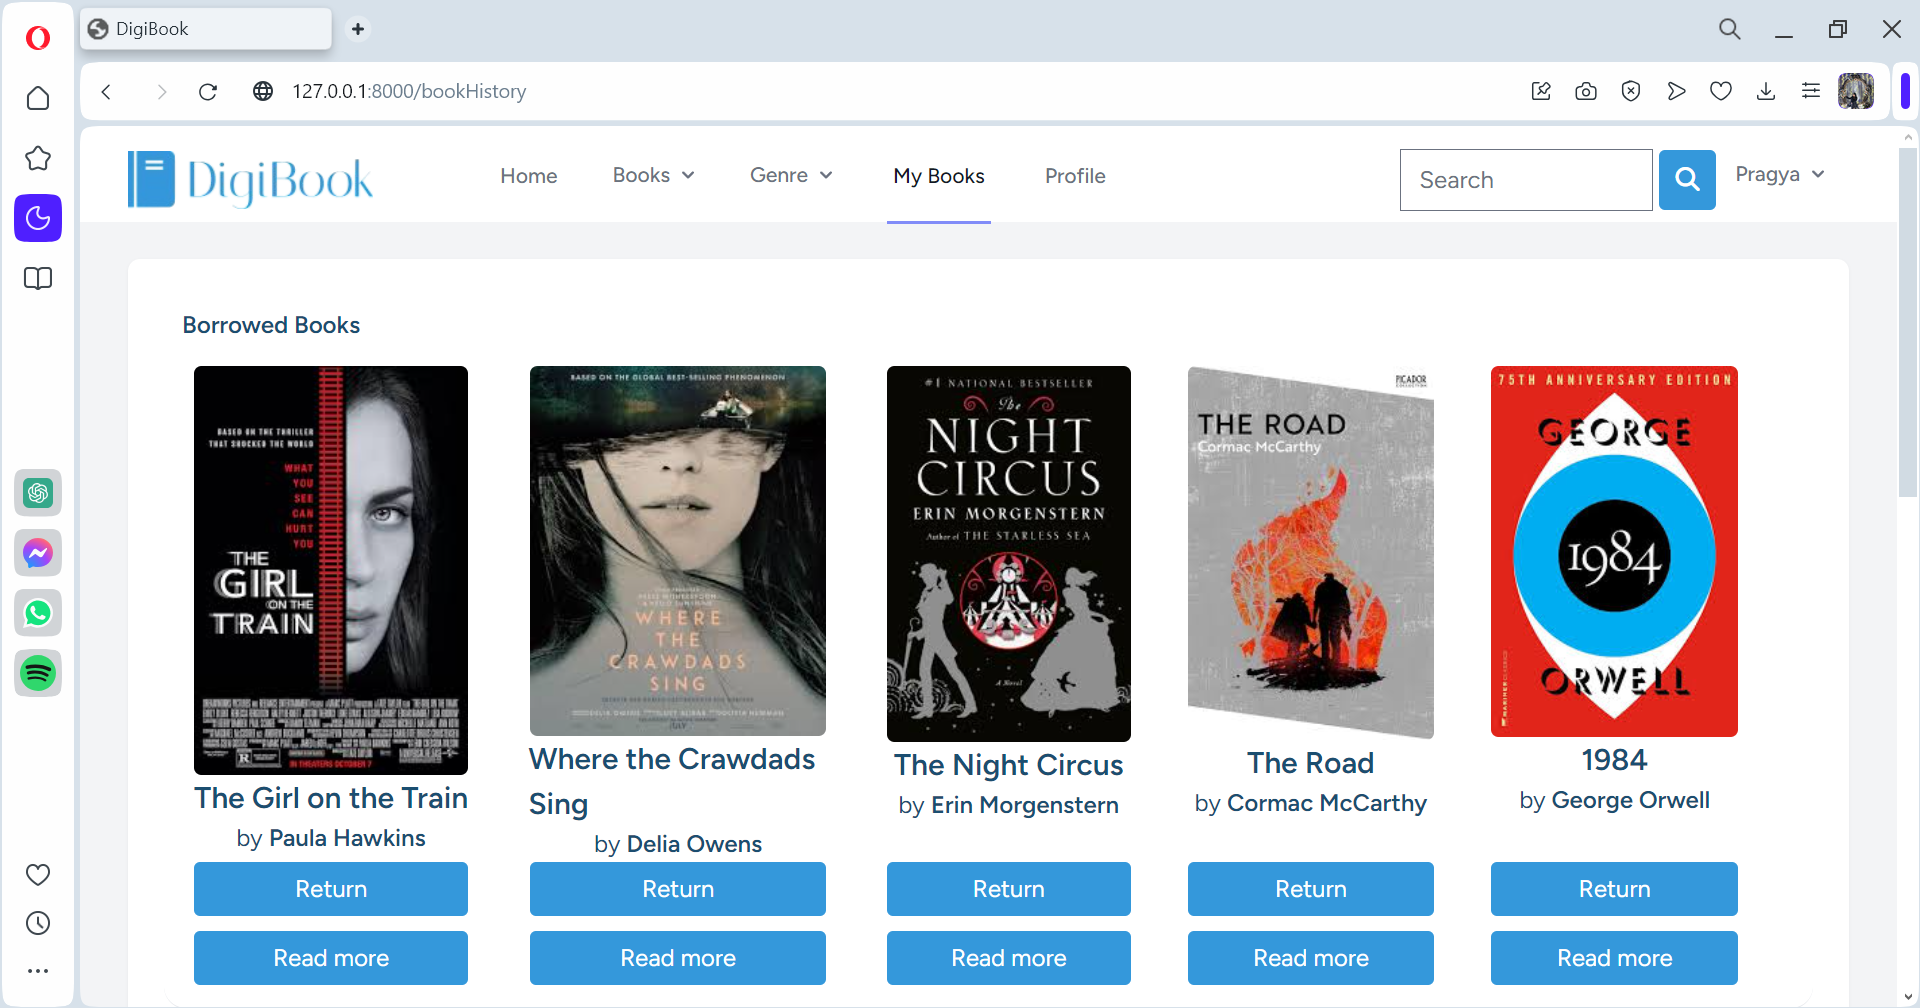 DigiBook
127.0.0.1:8000/bookHistory
DigiBook
Home
Books
Genre
My Books
Profile
Search
Pragya
Borrowed Books
BASED ON THE THRILLER
THAT SHOCKED THE WORLD
WHAT
YOU
SEE
CAN
HURT
YOU
THE
GIRL
ON THE
TRAIN
R
IN THEATERS OCTOBER 7
The Girl on the Train
by Paula Hawkins
Return
Read more
BASED ON THE GLOBAL BEST-SELLING PHENOMENON
WHERE
THE
CRAWDADS
SING
Where the Crawdads
Sing
by Delia Owens
Return
Read more
#1 NATIONAL BESTSELLER
The
NIGHT
CIRCUS
ERIN MORGENSTERN
Author of THE STARLESS SEA
A Novel
The Night Circus
by Erin Morgenstern
Return
Read more
PICADOR
COLLECTION
THE ROAD
Cormac McCarthy
The Road
by Cormac McCarthy
Return
Read more
75TH ANNIVERSARY EDITION
GEORGE
1984
ORWELL
1984
by George Orwell
Return
Read more